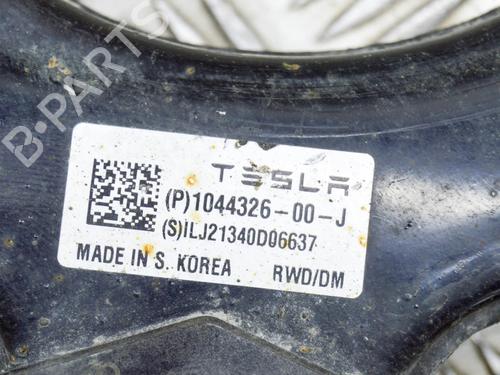 B-PARTS
TESLA
(P)1044326-00-J
(S)ILJ21340D06637
MADE IN S. KOREA RWD/DM